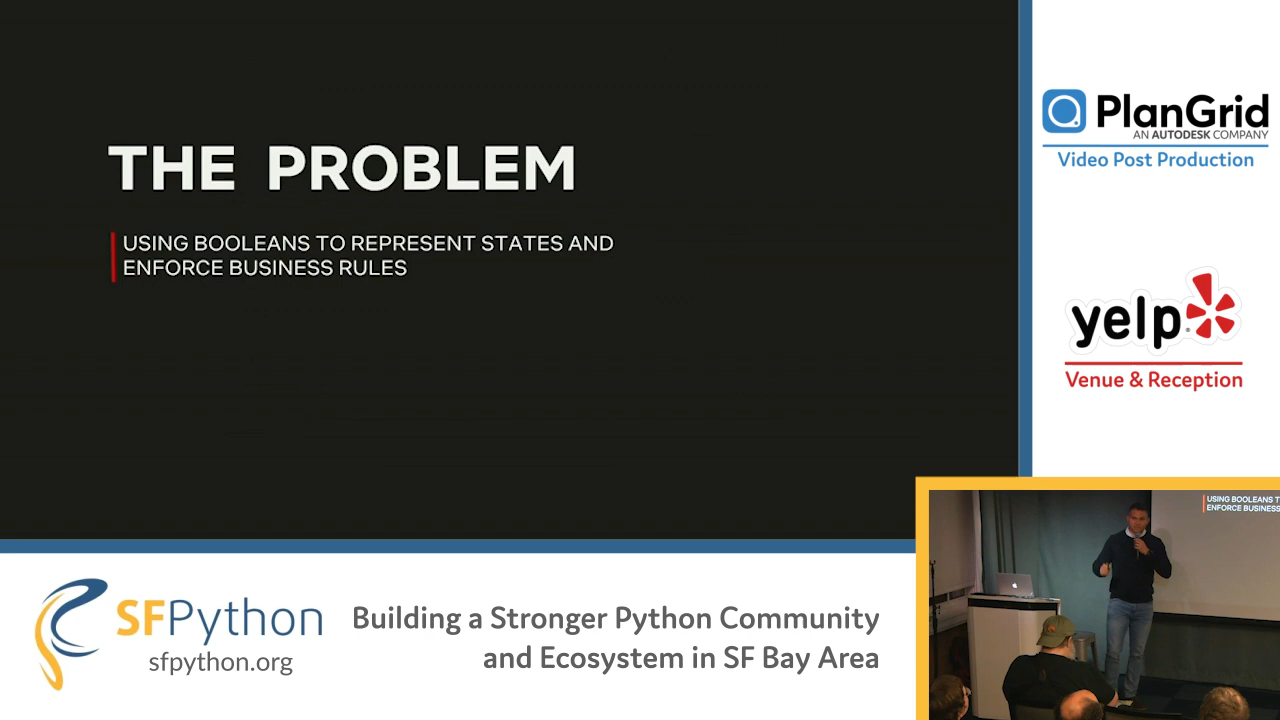 THE PROBLEM
USING BOOLEANS TO REPRESENT STATES AND
ENFORCE BUSINESS RULES
PlanGrid
AN AUTODESK COMPANY
Video Post Production
yelp
Venue & Reception
USING BOOLEANS T
ENFORCE BUSINESS
SFPython
sfpython.org
Building a Stronger Python Community
and Ecosystem in SF Bay Area